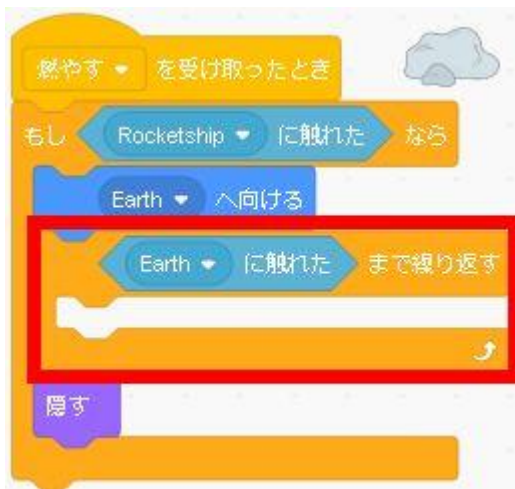 燃やす を受け取ったとき
もし Rocketship に触れた なら
Earth へ向ける
Earth に触れた まで繰り返す
隠す